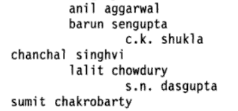 anil aggarwal
barun sengupta
c.k. shukla
chanchal singhvi
lalit chowdury
s.n. dasgupta
sumit chakrobarty